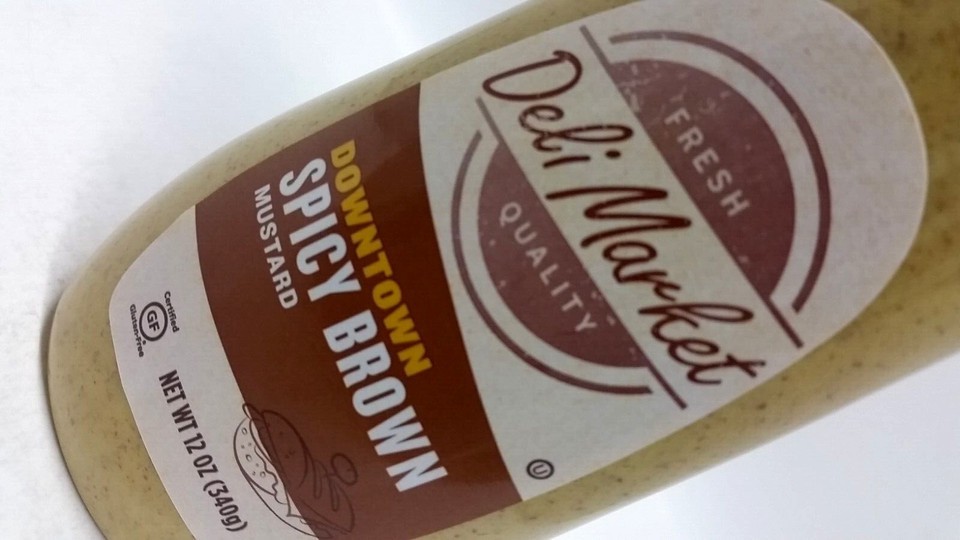 FRESH
Deli Market
QUALITY
U
DOWNTOWN
SPICY BROWN
MUSTARD
Certified
GF
Gluten-Free
NET WT 12 OZ (340g)